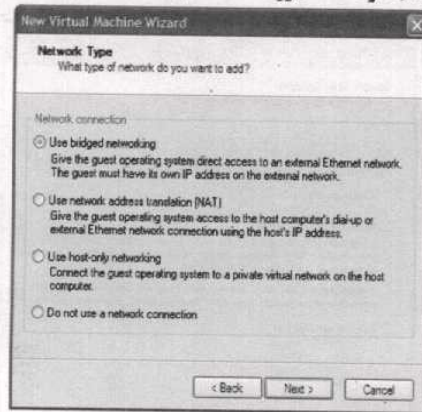 New Virtual Machine Wizard
Network Type
What type of network do you want to add?
Network connection
Use bridged networking
Give the guest operating system direct access to an external Ethernet network.
The guest must have its own IP address on the external network.
Use network address translation (NAT)
Give the guest operating system access to the host computer's dial-up or
external Ethernet network connection using the host's IP address.
Use host-only networking
Connect the guest operating system to a private virtual network on the host
computer.
Do not use a network connection
< Back
Next >
Cancel